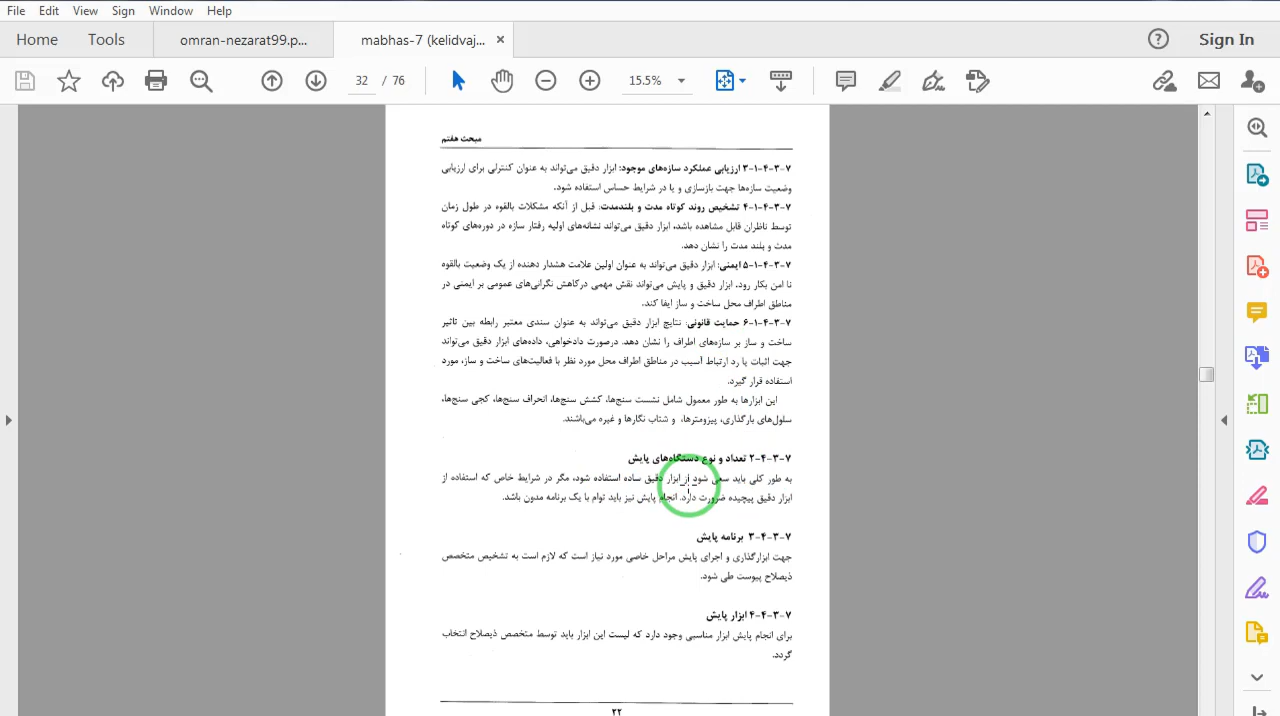 File Edit View Sign Window Help
Home Tools omran-nezarat99.p... mabhas-7 (kelidvaj... × Sign In
32 / 76 15.5%
مبحث هفتم
۷-۳-۴-۱-۳ ارزیابی عملکرد سازه‌های موجود: ابزار دقیق می‌تواند به عنوان کنترلی برای ارزیابی
وضعیت سازه‌ها جهت بازسازی و یا در شرایط حساس استفاده شود.
۷-۳-۴-۱-۴ تشخیص روند کوتاه مدت و بلندمدت: قبل از آنکه مشکلات بالقوه در طول زمان
توسط ناظران قابل مشاهده باشد، ابزار دقیق می‌تواند نشانه‌های اولیه رفتار سازه در دوره‌های کوتاه
مدت و بلند مدت را نشان دهد.
۷-۳-۴-۱-۵ ایمنی: ابزار دقیق می‌تواند به عنوان اولین علامت هشدار دهنده از یک وضعیت بالقوه
نا امن بکار رود. ابزار دقیق و پایش می‌تواند نقش مهمی درکاهش نگرانی‌های عمومی بر ایمنی در
مناطق اطراف محل ساخت و ساز ایفا کند.
۷-۳-۴-۱-۶ حمایت قانونی: نتایج ابزار دقیق می‌تواند به عنوان سندی معتبر رابطه بین تاثیر
ساخت و ساز بر سازه‌های اطراف را نشان دهد. درصورت دادخواهی، داده‌های ابزار دقیق می‌تواند
جهت اثبات یا رد ارتباط آسیب در مناطق اطراف محل مورد نظر با فعالیت‌های ساخت و ساز، مورد
استفاده قرار گیرد.
این ابزارها به طور معمول شامل نشست سنج‌ها، کشش سنج‌ها، انحراف سنج‌ها، کجی سنج‌ها،
سلول‌های بارگذاری، پیزومترها، و شتاب نگارها و غیره می‌باشند.
۷-۳-۴-۲ تعداد و نوع دستگاه‌های پایش
به طور کلی باید سعی شود از ابزار دقیق ساده استفاده شود، مگر در شرایط خاص که استفاده از
ابزار دقیق پیچیده ضرورت دارد. انجام پایش نیز باید توام با یک برنامه مدون باشد.
۷-۳-۴-۳ برنامه پایش
جهت ابزارگذاری و اجرای پایش مراحل خاصی مورد نیاز است که لازم است به تشخیص متخصص
ذیصلاح پیوست طی شود.
۷-۳-۴-۴ ابزار پایش
برای انجام پایش ابزار مناسبی وجود دارد که لیست این ابزار باید توسط متخصص ذیصلاح انتخاب
گردد.
۲۲